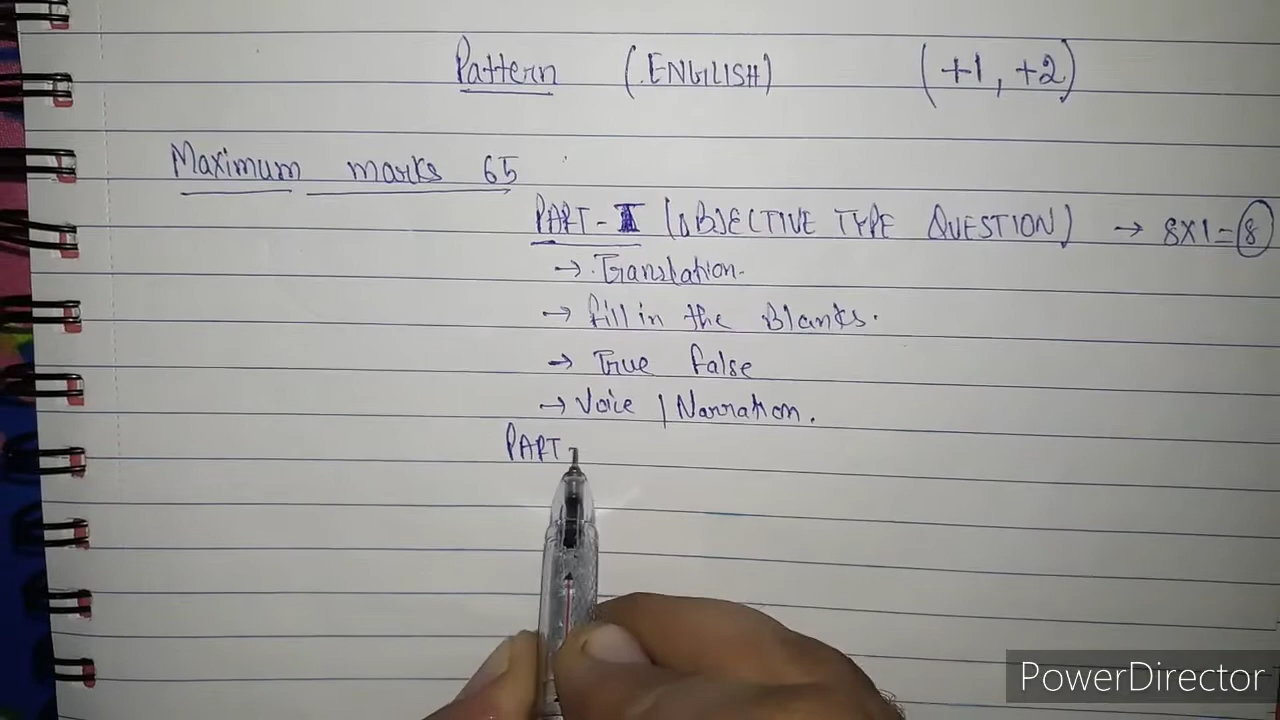 Pattern (ENGLISH) (+1, +2)
Maximum marks 65
PART-I (OBJECTIVE TYPE QUESTION) → 8X1=8
→ Translation.
→ fill in the Blanks.
→ True false
→ Voice / Narration.
PART -
PowerDirector